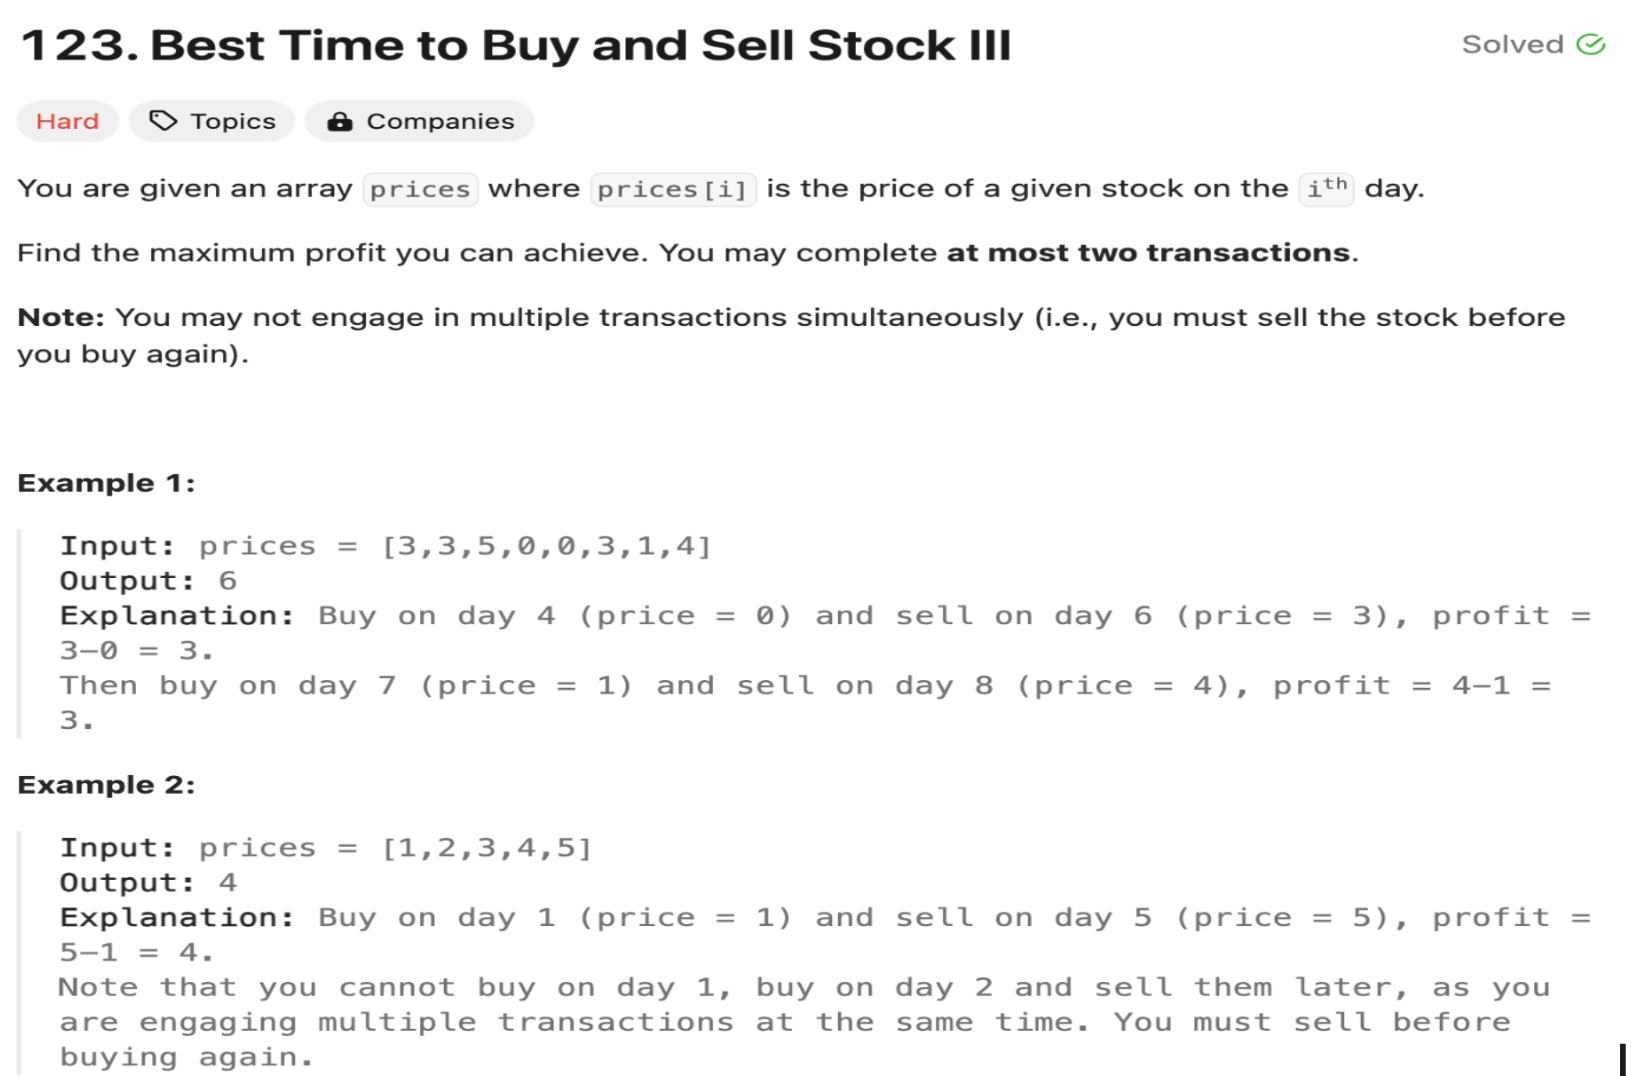 123. Best Time to Buy and Sell Stock III
Solved
Hard
Topics
Companies
You are given an array prices where prices[i] is the price of a given stock on the ith day.
Find the maximum profit you can achieve. You may complete at most two transactions.
Note: You may not engage in multiple transactions simultaneously (i.e., you must sell the stock before
you buy again).
Example 1:
Input: prices = [3,3,5,0,0,3,1,4]
Output: 6
Explanation: Buy on day 4 (price = 0) and sell on day 6 (price = 3), profit =
3-0 = 3.
Then buy on day 7 (price = 1) and sell on day 8 (price = 4), profit = 4-1 =
3.
Example 2:
Input: prices = [1,2,3,4,5]
Output: 4
Explanation: Buy on day 1 (price = 1) and sell on day 5 (price = 5), profit =
5-1 = 4.
Note that you cannot buy on day 1, buy on day 2 and sell them later, as you
are engaging multiple transactions at the same time. You must sell before
buying again.